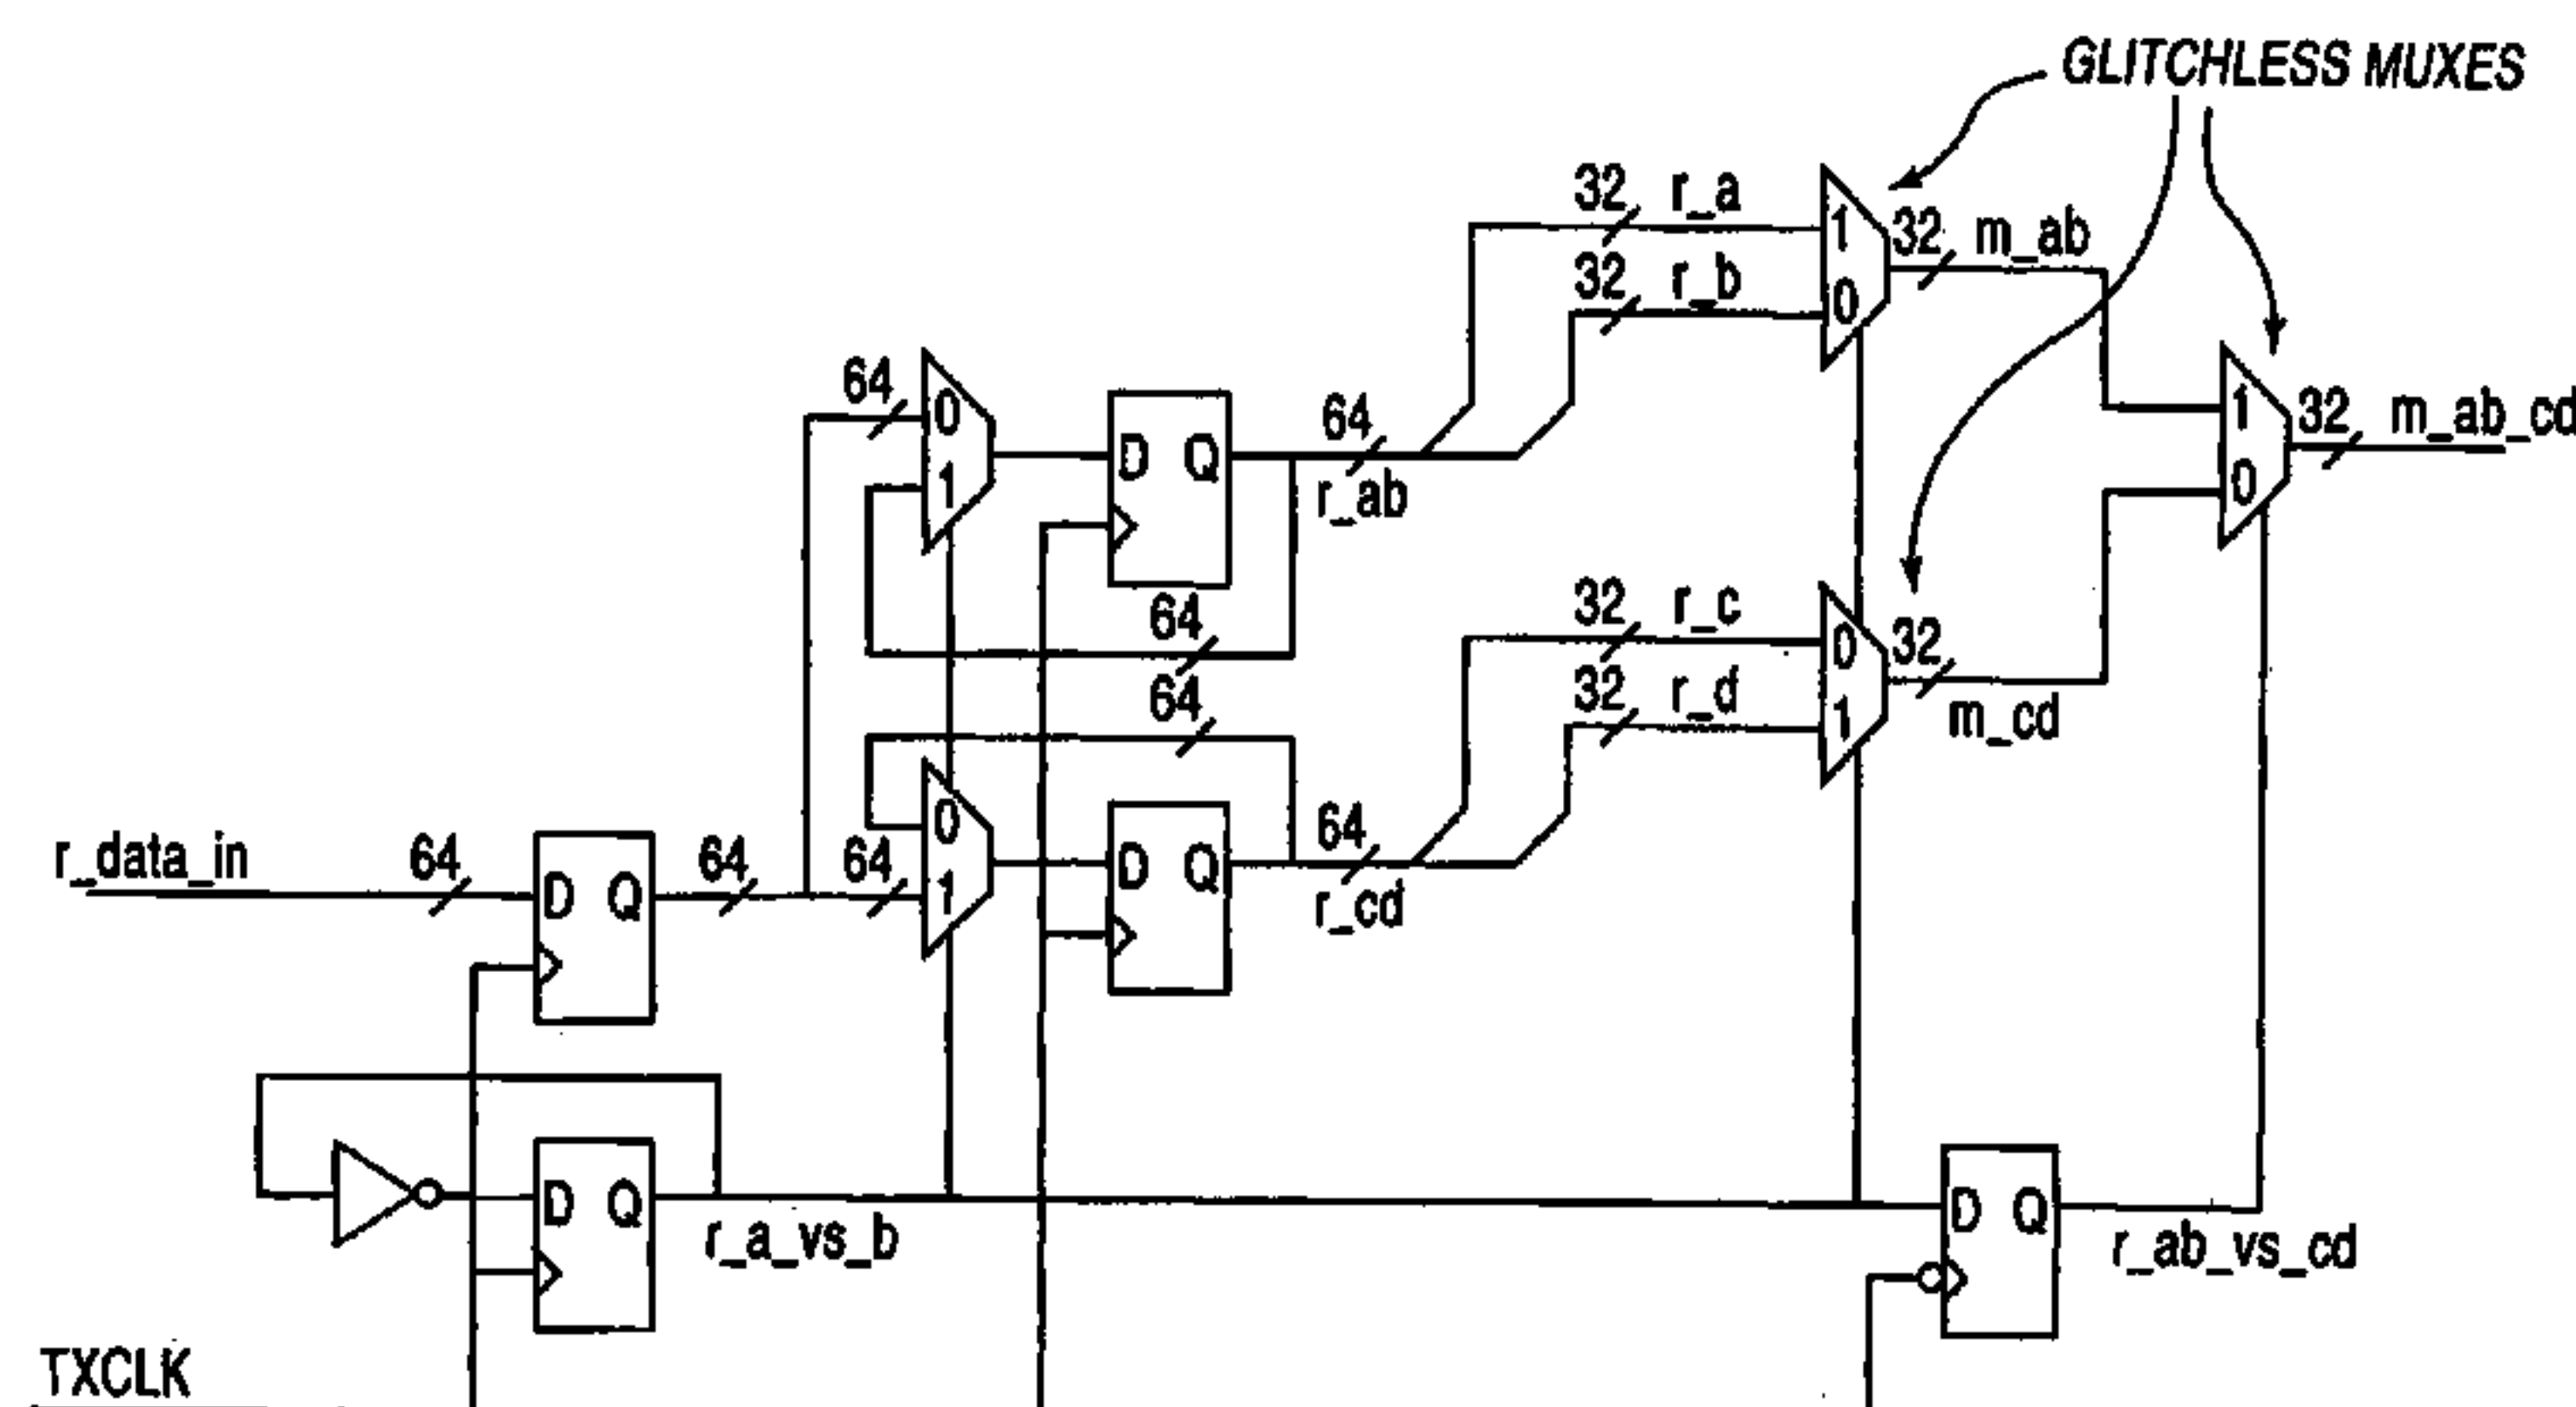 GLITCHLESS MUXES
32 r_a
1
32 m_ab
32 r_b
0
64
0
1
D Q
64
r_ab
1
32 m_ab_cd
0
64
64
32 r_c
0
32
m_cd
32 r_d
1
r_data_in
64
D Q
64
64
0
1
D Q
64
r_cd
D Q
r_a_vs_b
D Q
r_ab_vs_cd
TXCLK